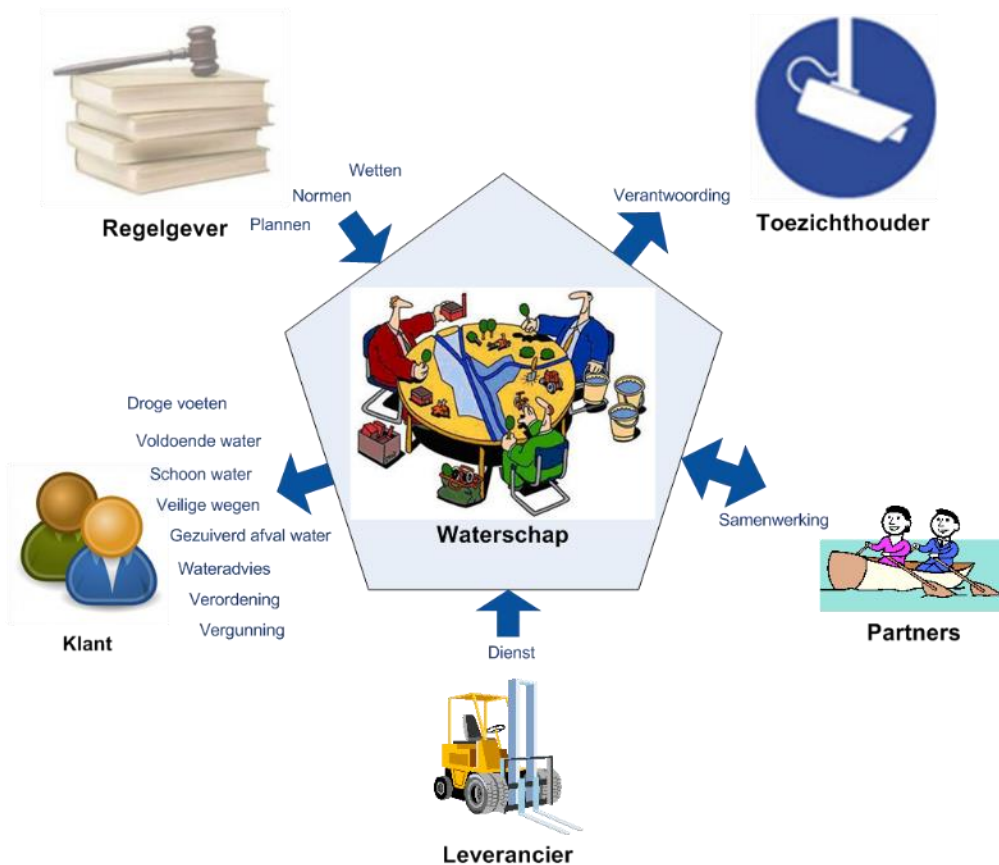 Wetten
Normen
Plannen
Regelgever
Verantwoording
Toezichthouder
Droge voeten
Voldoende water
Schoon water
Veilige wegen
Gezuiverd afval water
Wateradvies
Verordening
Vergunning
Klant
Waterschap
Samenwerking
Partners
Dienst
Leverancier